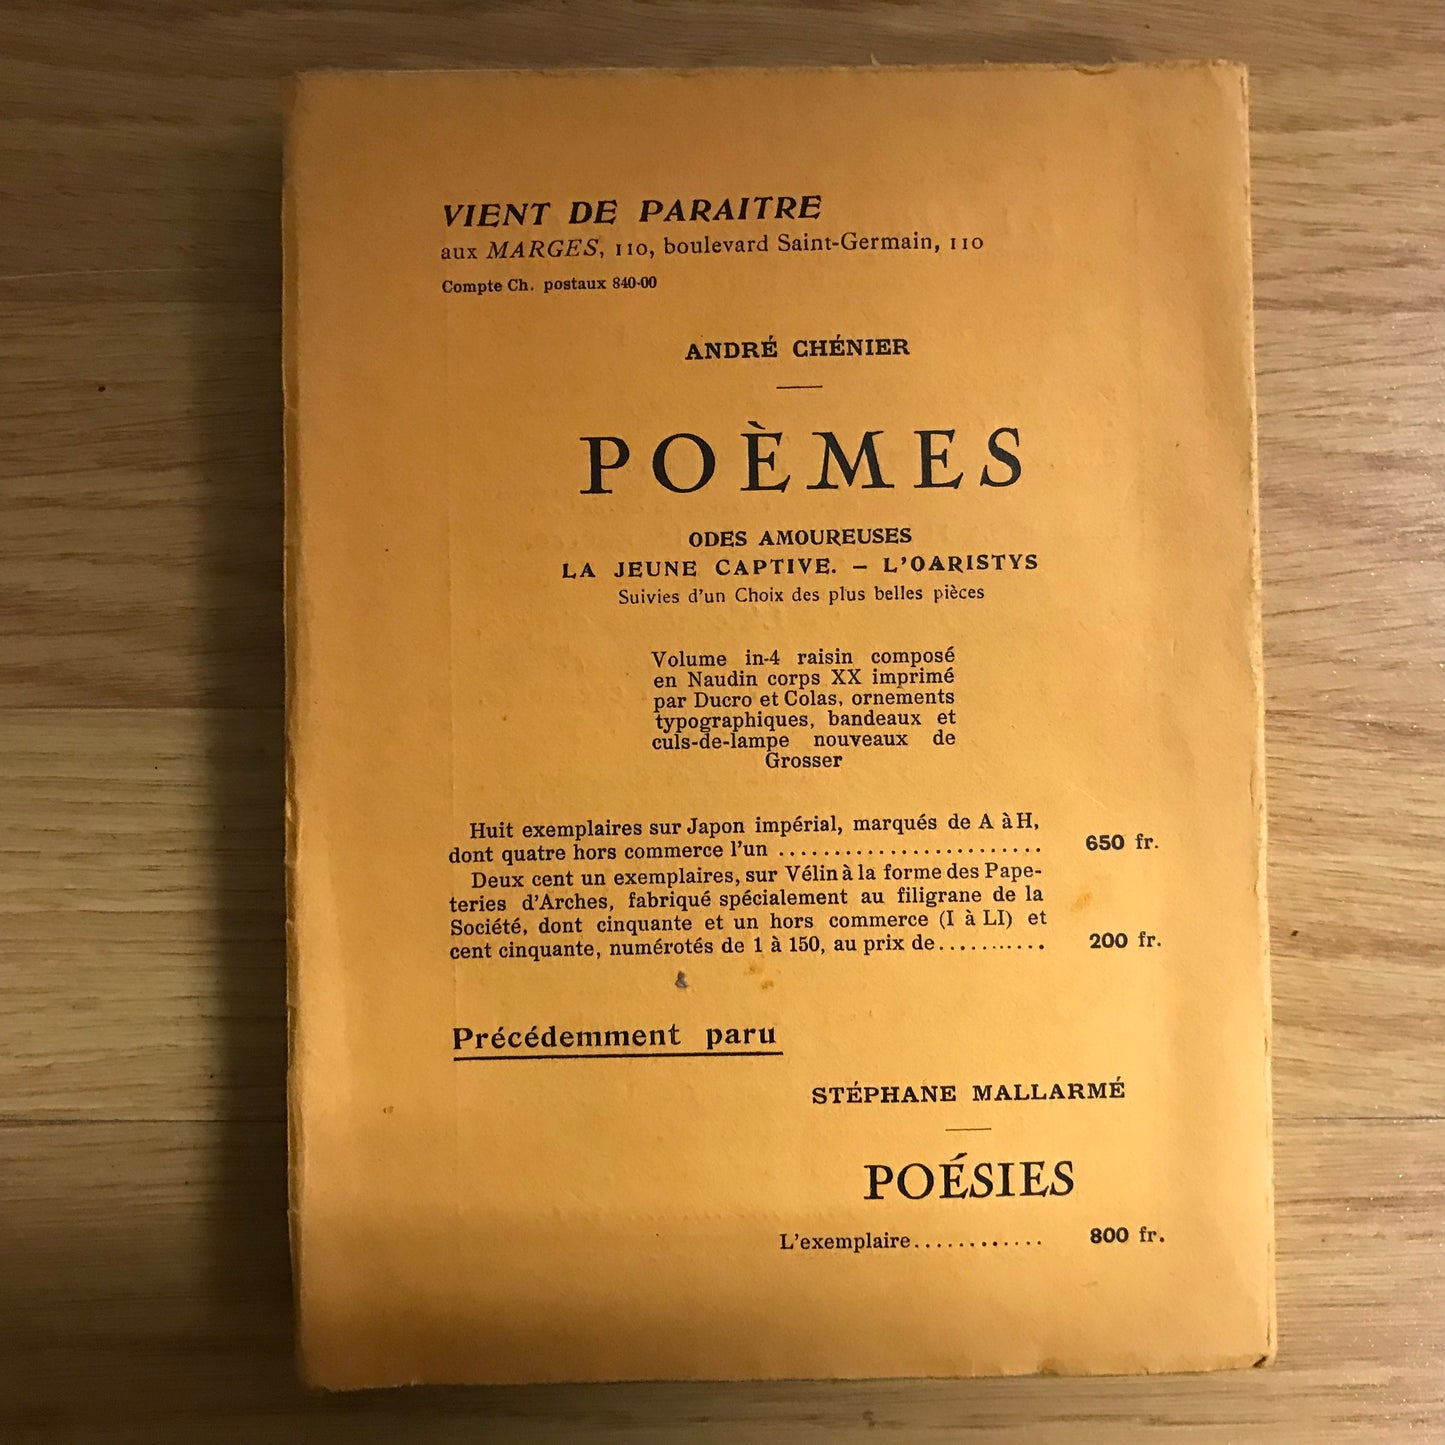 VIENT DE PARAITRE
aux MARGES, 110, boulevard Saint-Germain, 110
Compte Ch. postaux 840-00
ANDRÉ CHÉNIER
POÈMES
ODES AMOUREUSES
LA JEUNE CAPTIVE. — L'OARISTYS
Suivies d'un Choix des plus belles pièces
Volume in-4 raisin composé
en Naudin corps XX imprimé
par Ducro et Colas, ornements
typographiques, bandeaux et
culs-de-lampe nouveaux de
Grosser
Huit exemplaires sur Japon impérial, marqués de A à H,
dont quatre hors commerce l'un ........................ 650 fr.
Deux cent un exemplaires, sur Vélin à la forme des Pape-
teries d'Arches, fabriqué spécialement au filigrane de la
Société, dont cinquante et un hors commerce (I à LI) et
cent cinquante, numérotés de 1 à 150, au prix de.......... 200 fr.
Précédemment paru
STÉPHANE MALLARMÉ
POÉSIES
L'exemplaire............ 800 fr.